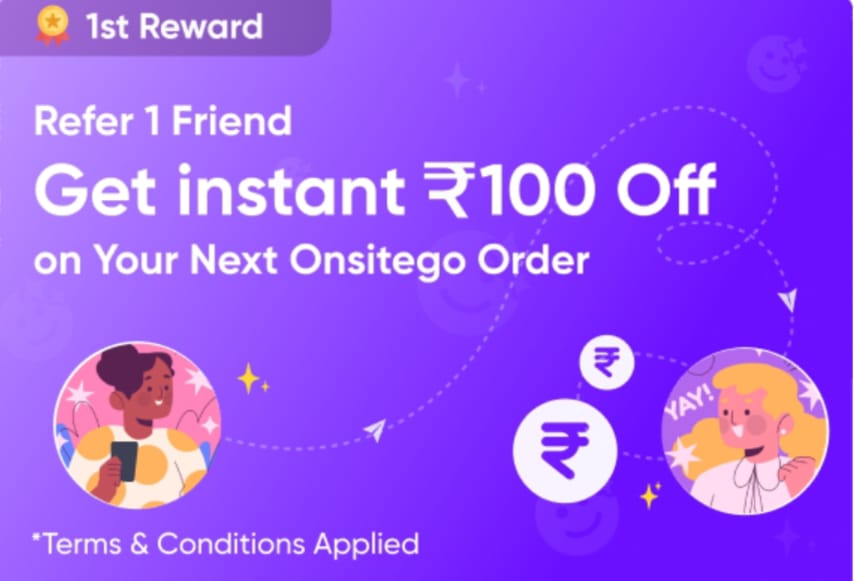 1st Reward
Refer 1 Friend
Get instant ₹100 Off
on Your Next Onsitego Order
₹
₹
YAY!
*Terms & Conditions Applied